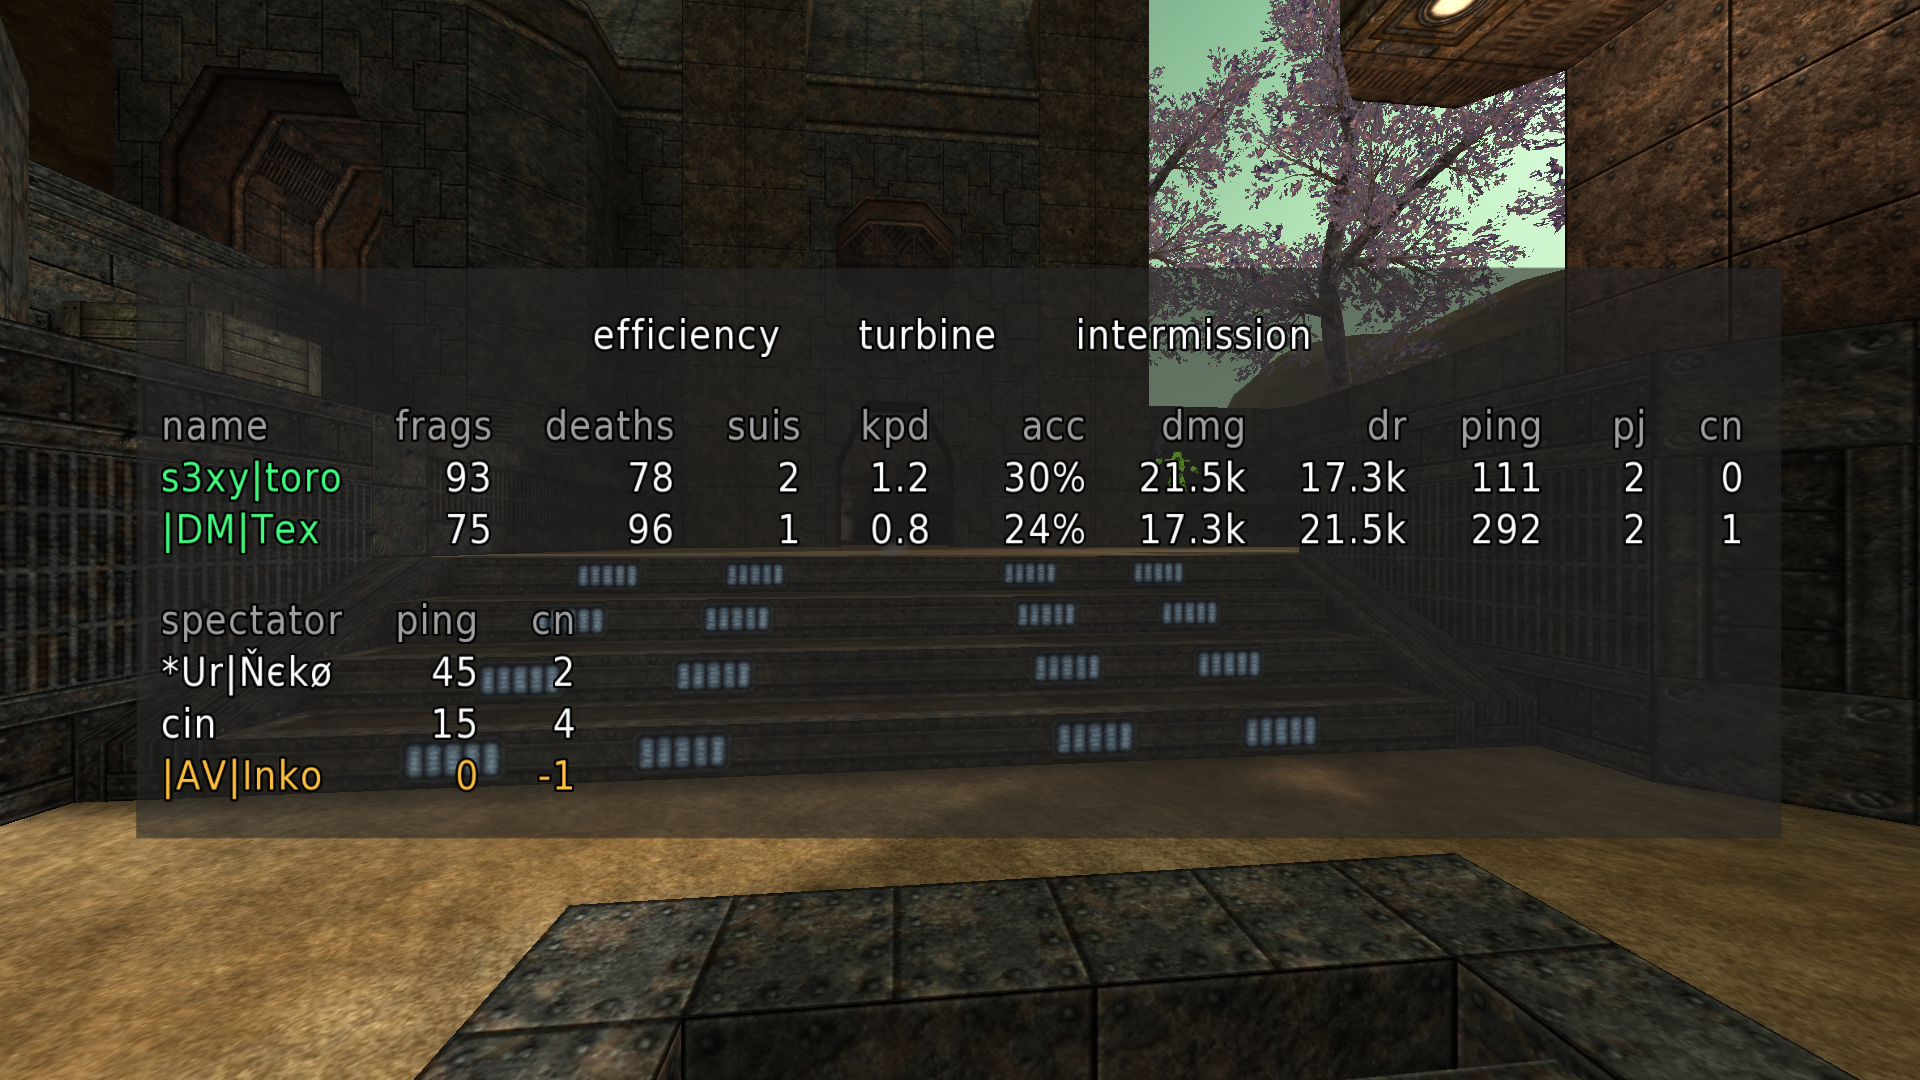 efficiency turbine intermission
name frags deaths suis kpd acc dmg dr ping pj cn
s3xy|toro 93 78 2 1.2 30% 21.5k 17.3k 111 2 0
|DM|Tex 75 96 1 0.8 24% 17.3k 21.5k 292 2 1
spectator ping cn
*Ur|Ňєkø 45 2
cin 15 4
|AV|Inko 0 -1